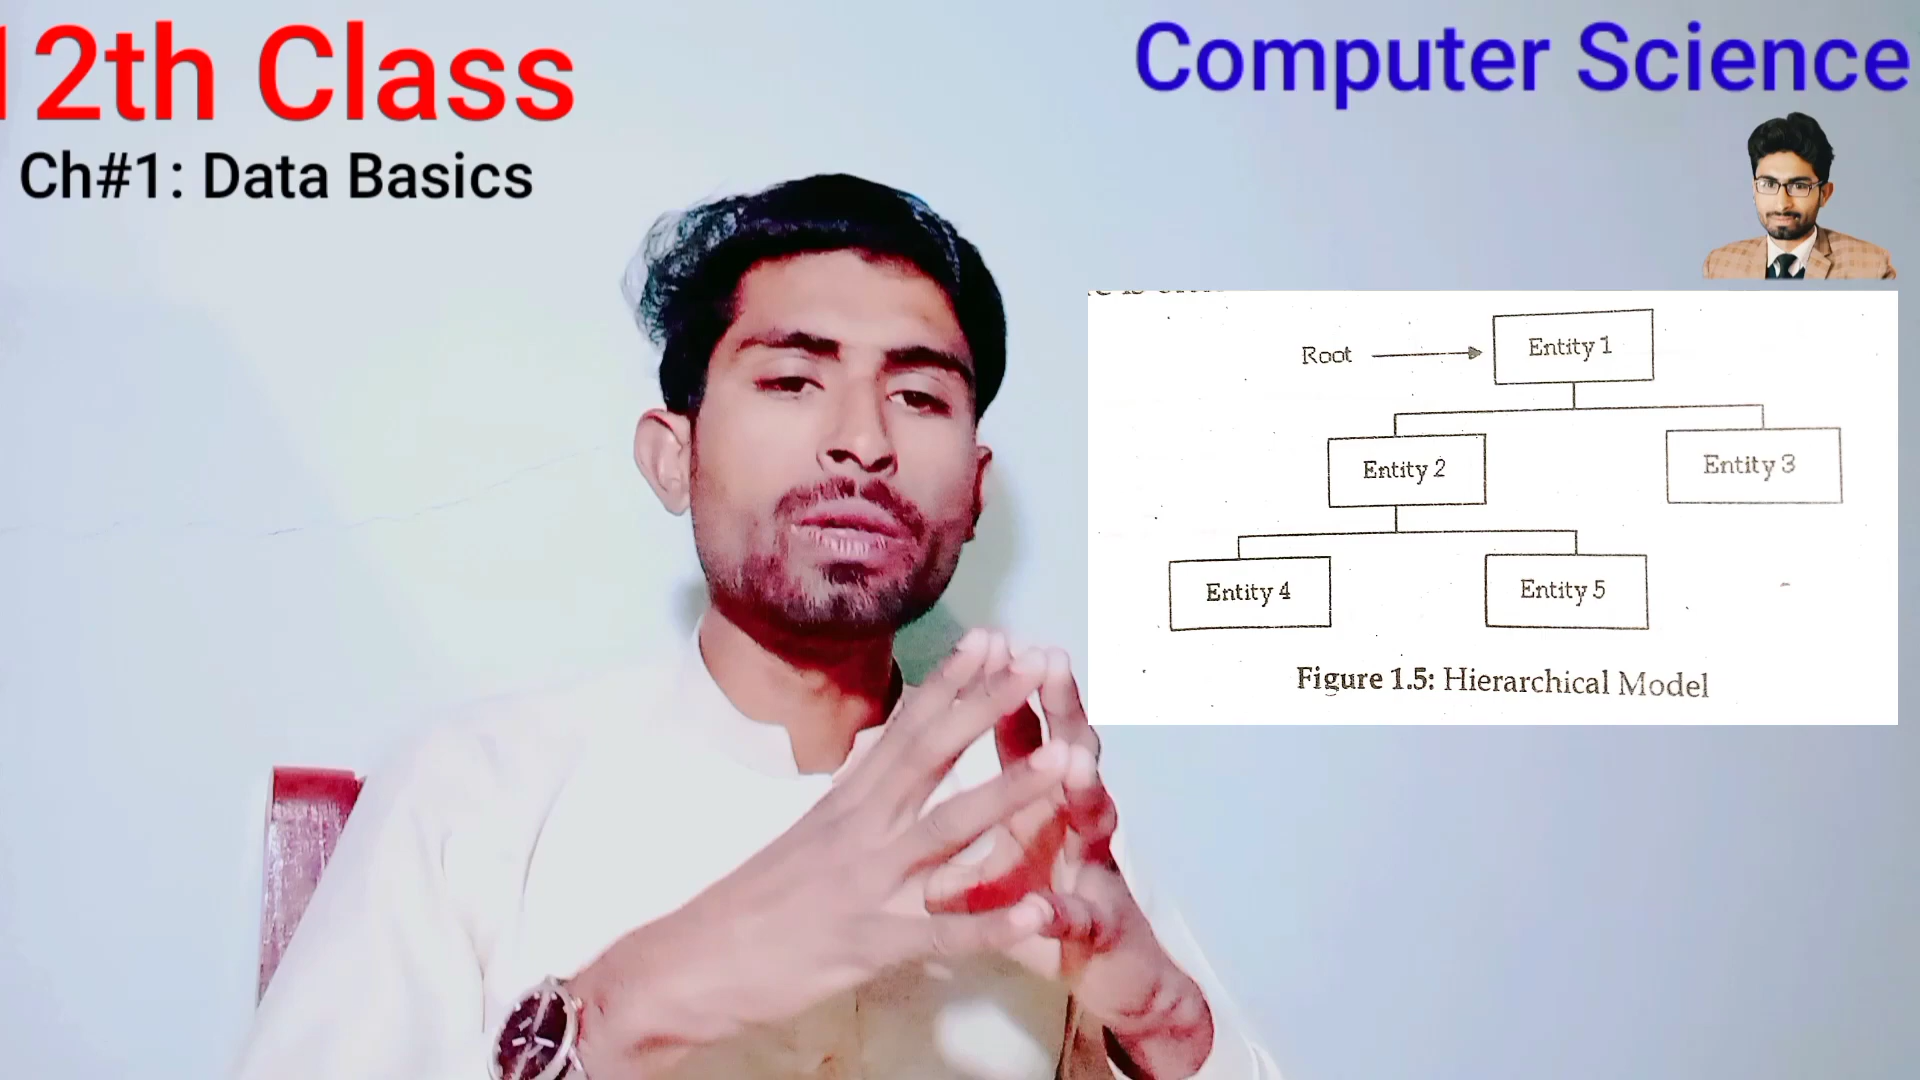 12th Class
Computer Science
Ch#1: Data Basics
Root
Entity 1
Entity 2
Entity 3
Entity 4
Entity 5
Figure 1.5: Hierarchical Model